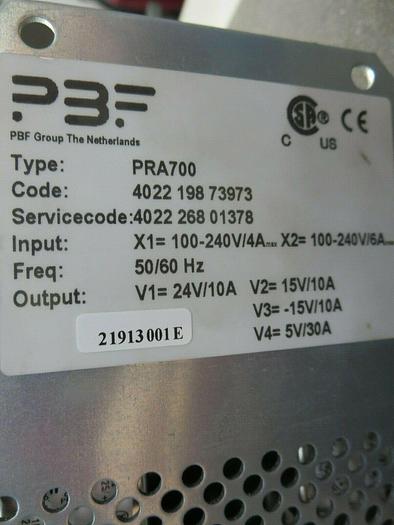 PBF
PBF Group The Netherlands
SA® CE
C US
Type: PRA700
Code: 4022 198 73973
Servicecode:4022 268 01378
Input: X1= 100-240V/4Amax X2= 100-240V/6Amax
Freq: 50/60 Hz
Output: V1= 24V/10A V2= 15V/10A
V3= -15V/10A
V4= 5V/30A
21913001E